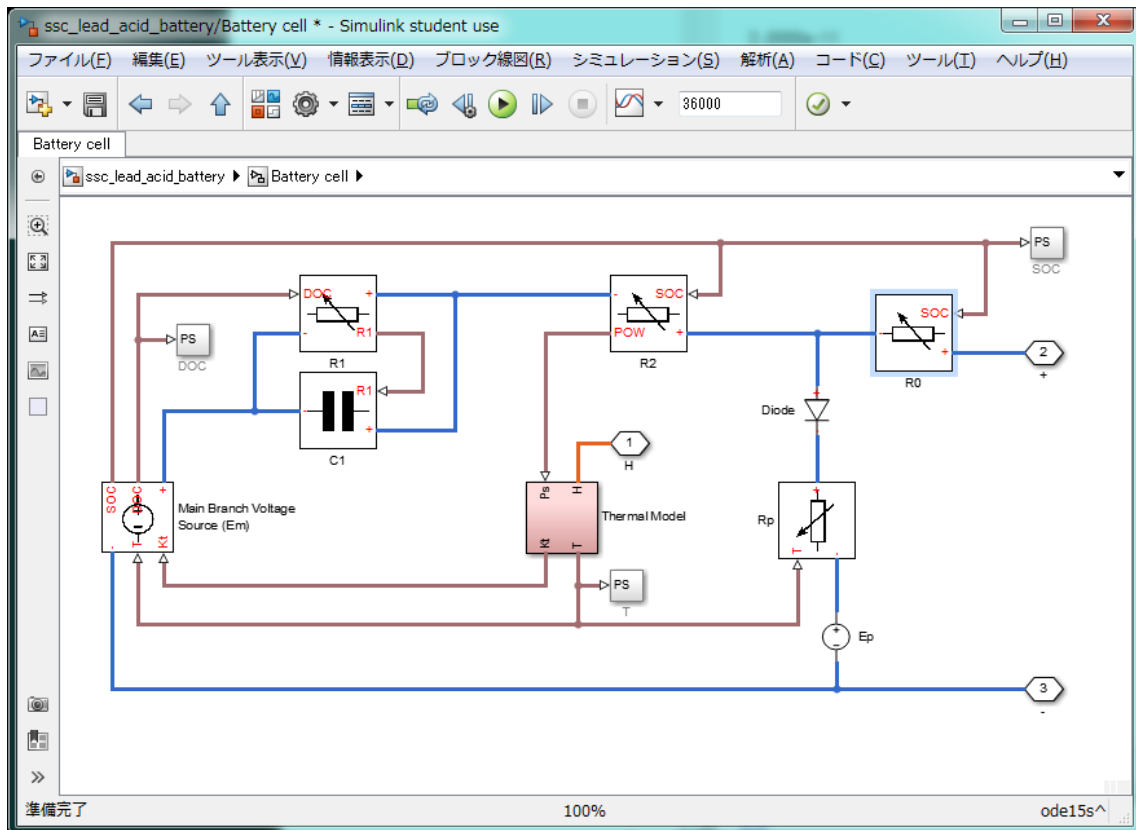 ssc_lead_acid_battery/Battery cell * - Simulink student use
ファイル(F) 編集(E) ツール表示(V) 情報表示(D) ブロック線図(R) シミュレーション(S) 解析(A) コード(C) ツール(T) ヘルプ(H)
36000
Battery cell
ssc_lead_acid_battery Battery cell
PS
SOC
DOC + - R1
R1
PS
DOC
R1 - +
C1
- SOC POW +
R2
SOC - +
R0
2
+
Diode
1
H
SOC DOC + - T Kt
Main Branch Voltage
Source (Em)
Ps H Kt T
Thermal Model
+ T -
Rp
PS
T
+ -
Ep
3
-
準備完了 100% ode15s^